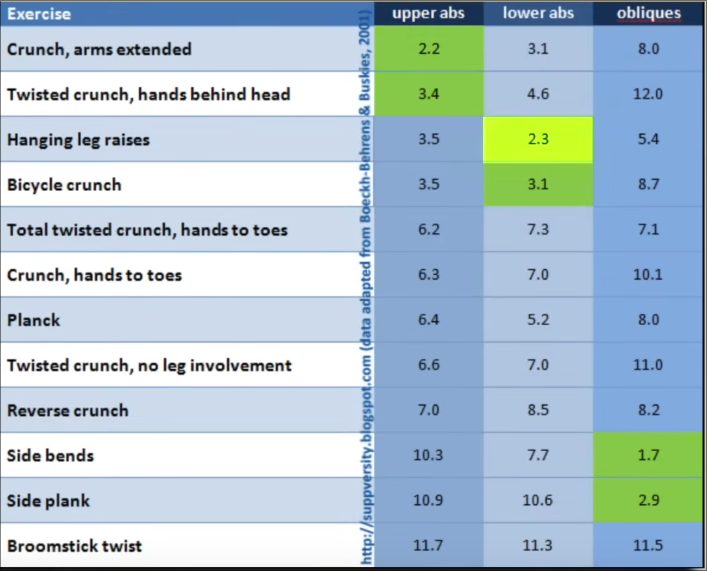 Exercise upper abs lower abs obliques
Crunch, arms extended 2.2 3.1 8.0
Twisted crunch, hands behind head 3.4 4.6 12.0
Hanging leg raises 3.5 2.3 5.4
Bicycle crunch 3.5 3.1 8.7
Total twisted crunch, hands to toes 6.2 7.3 7.1
Crunch, hands to toes 6.3 7.0 10.1
Planck 6.4 5.2 8.0
Twisted crunch, no leg involvement 6.6 7.0 11.0
Reverse crunch 7.0 8.5 8.2
Side bends 10.3 7.7 1.7
Side plank 10.9 10.6 2.9
Broomstick twist 11.7 11.3 11.5
http://suppversity.blogspot.com (data adapted from Boeckh-Behrens & Buskies, 2001)